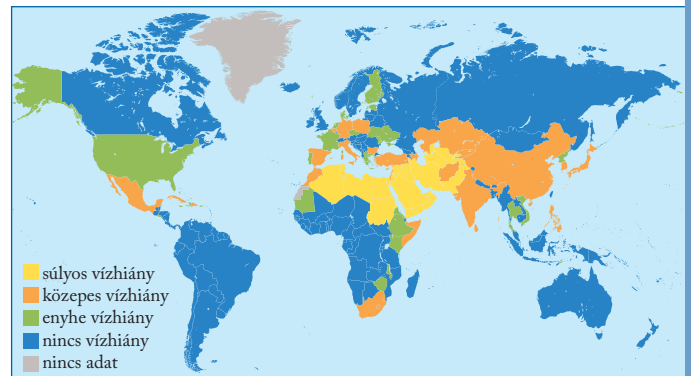 súlyos vízhiány
közepes vízhiány
enyhe vízhiány
nincs vízhiány
nincs adat